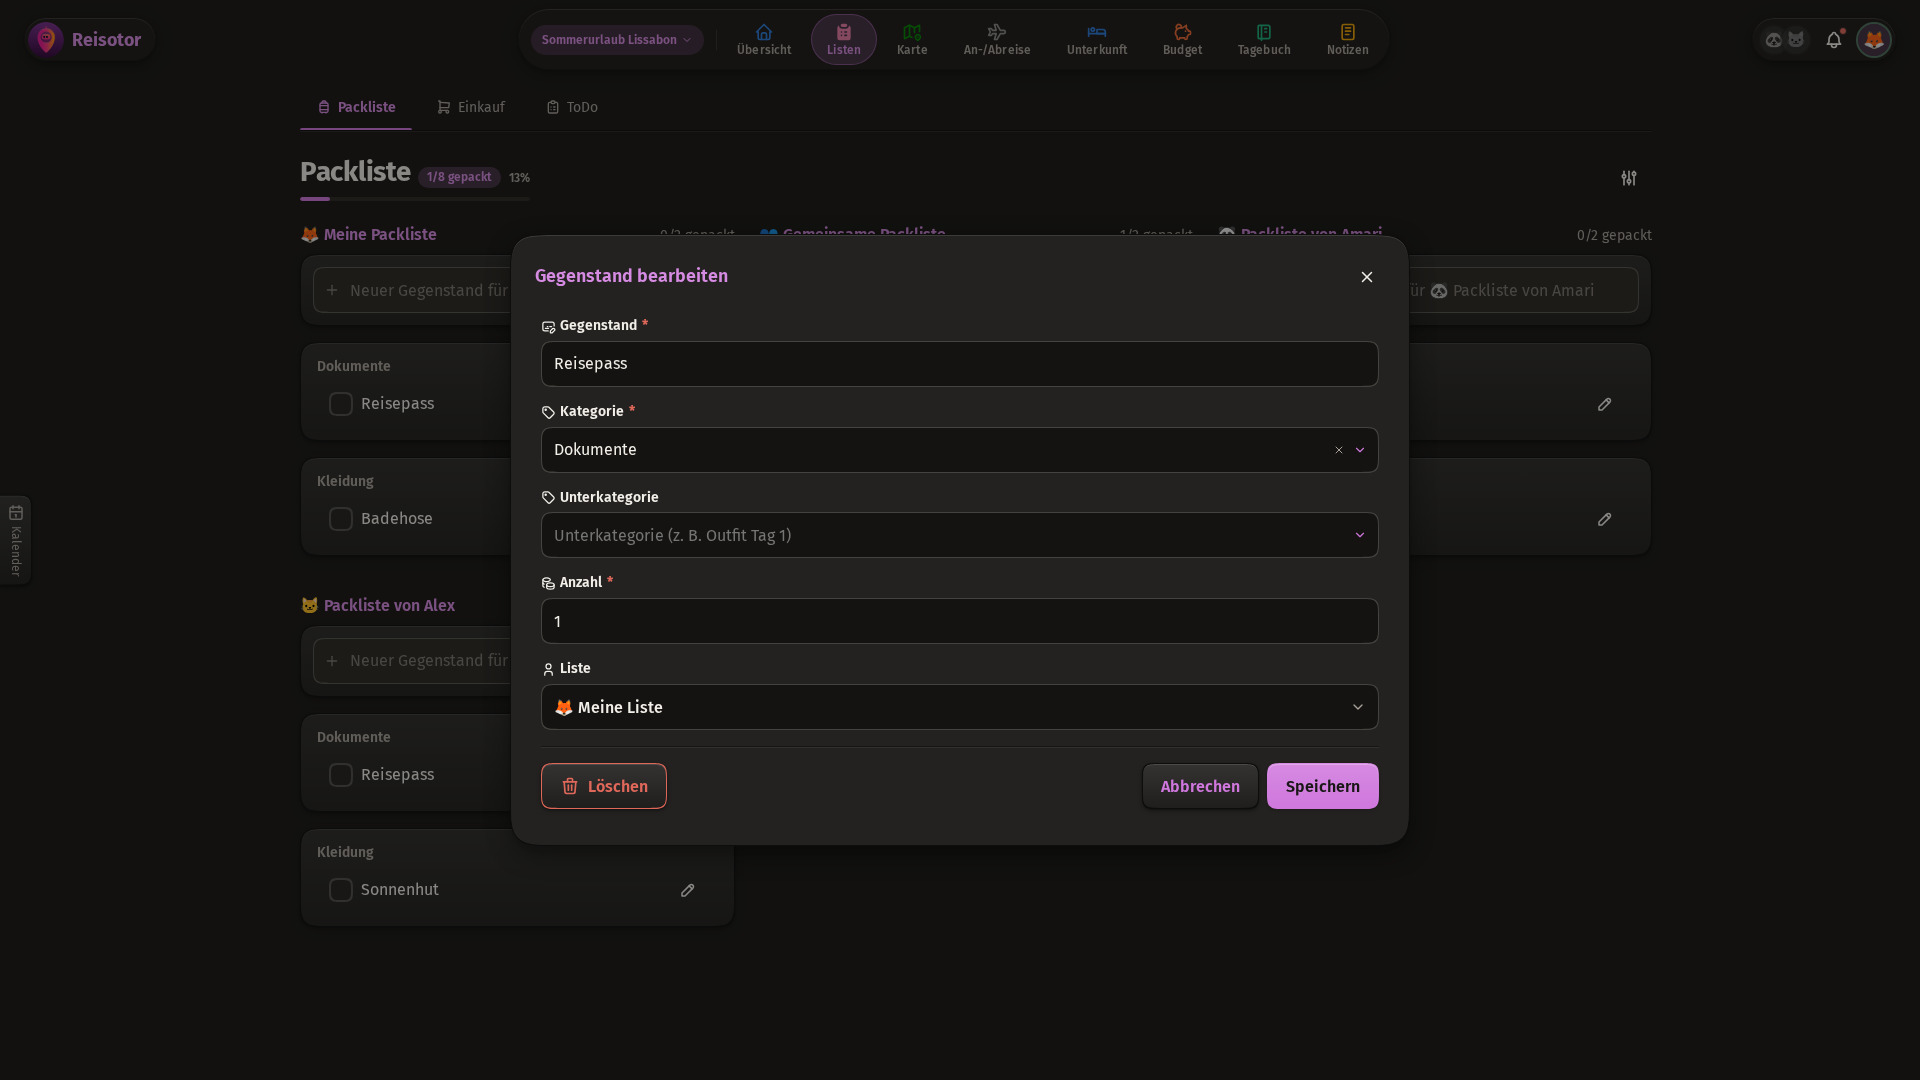 Reisotor
Sommerurlaub Lissabon
Übersicht
Listen
Karte
An-/Abreise
Unterkunft
Budget
Tagebuch
Notizen
Packliste
Einkauf
ToDo
Packliste 1/8 gepackt 13%
Meine Packliste
0/2 gepackt
Gemeinsame Packliste
1/2 gepackt
Packliste von Amari
0/2 gepackt
Neuer Gegenstand für
für 🐼 Packliste von Amari
Dokumente
Reisepass
Kleidung
Badehose
Kalender
Packliste von Alex
Neuer Gegenstand für
Dokumente
Reisepass
Kleidung
Sonnenhut
Gegenstand bearbeiten
Gegenstand *
Reisepass
Kategorie *
Dokumente
Unterkategorie
Unterkategorie (z. B. Outfit Tag 1)
Anzahl *
1
Liste
🦊 Meine Liste
Löschen
Abbrechen
Speichern